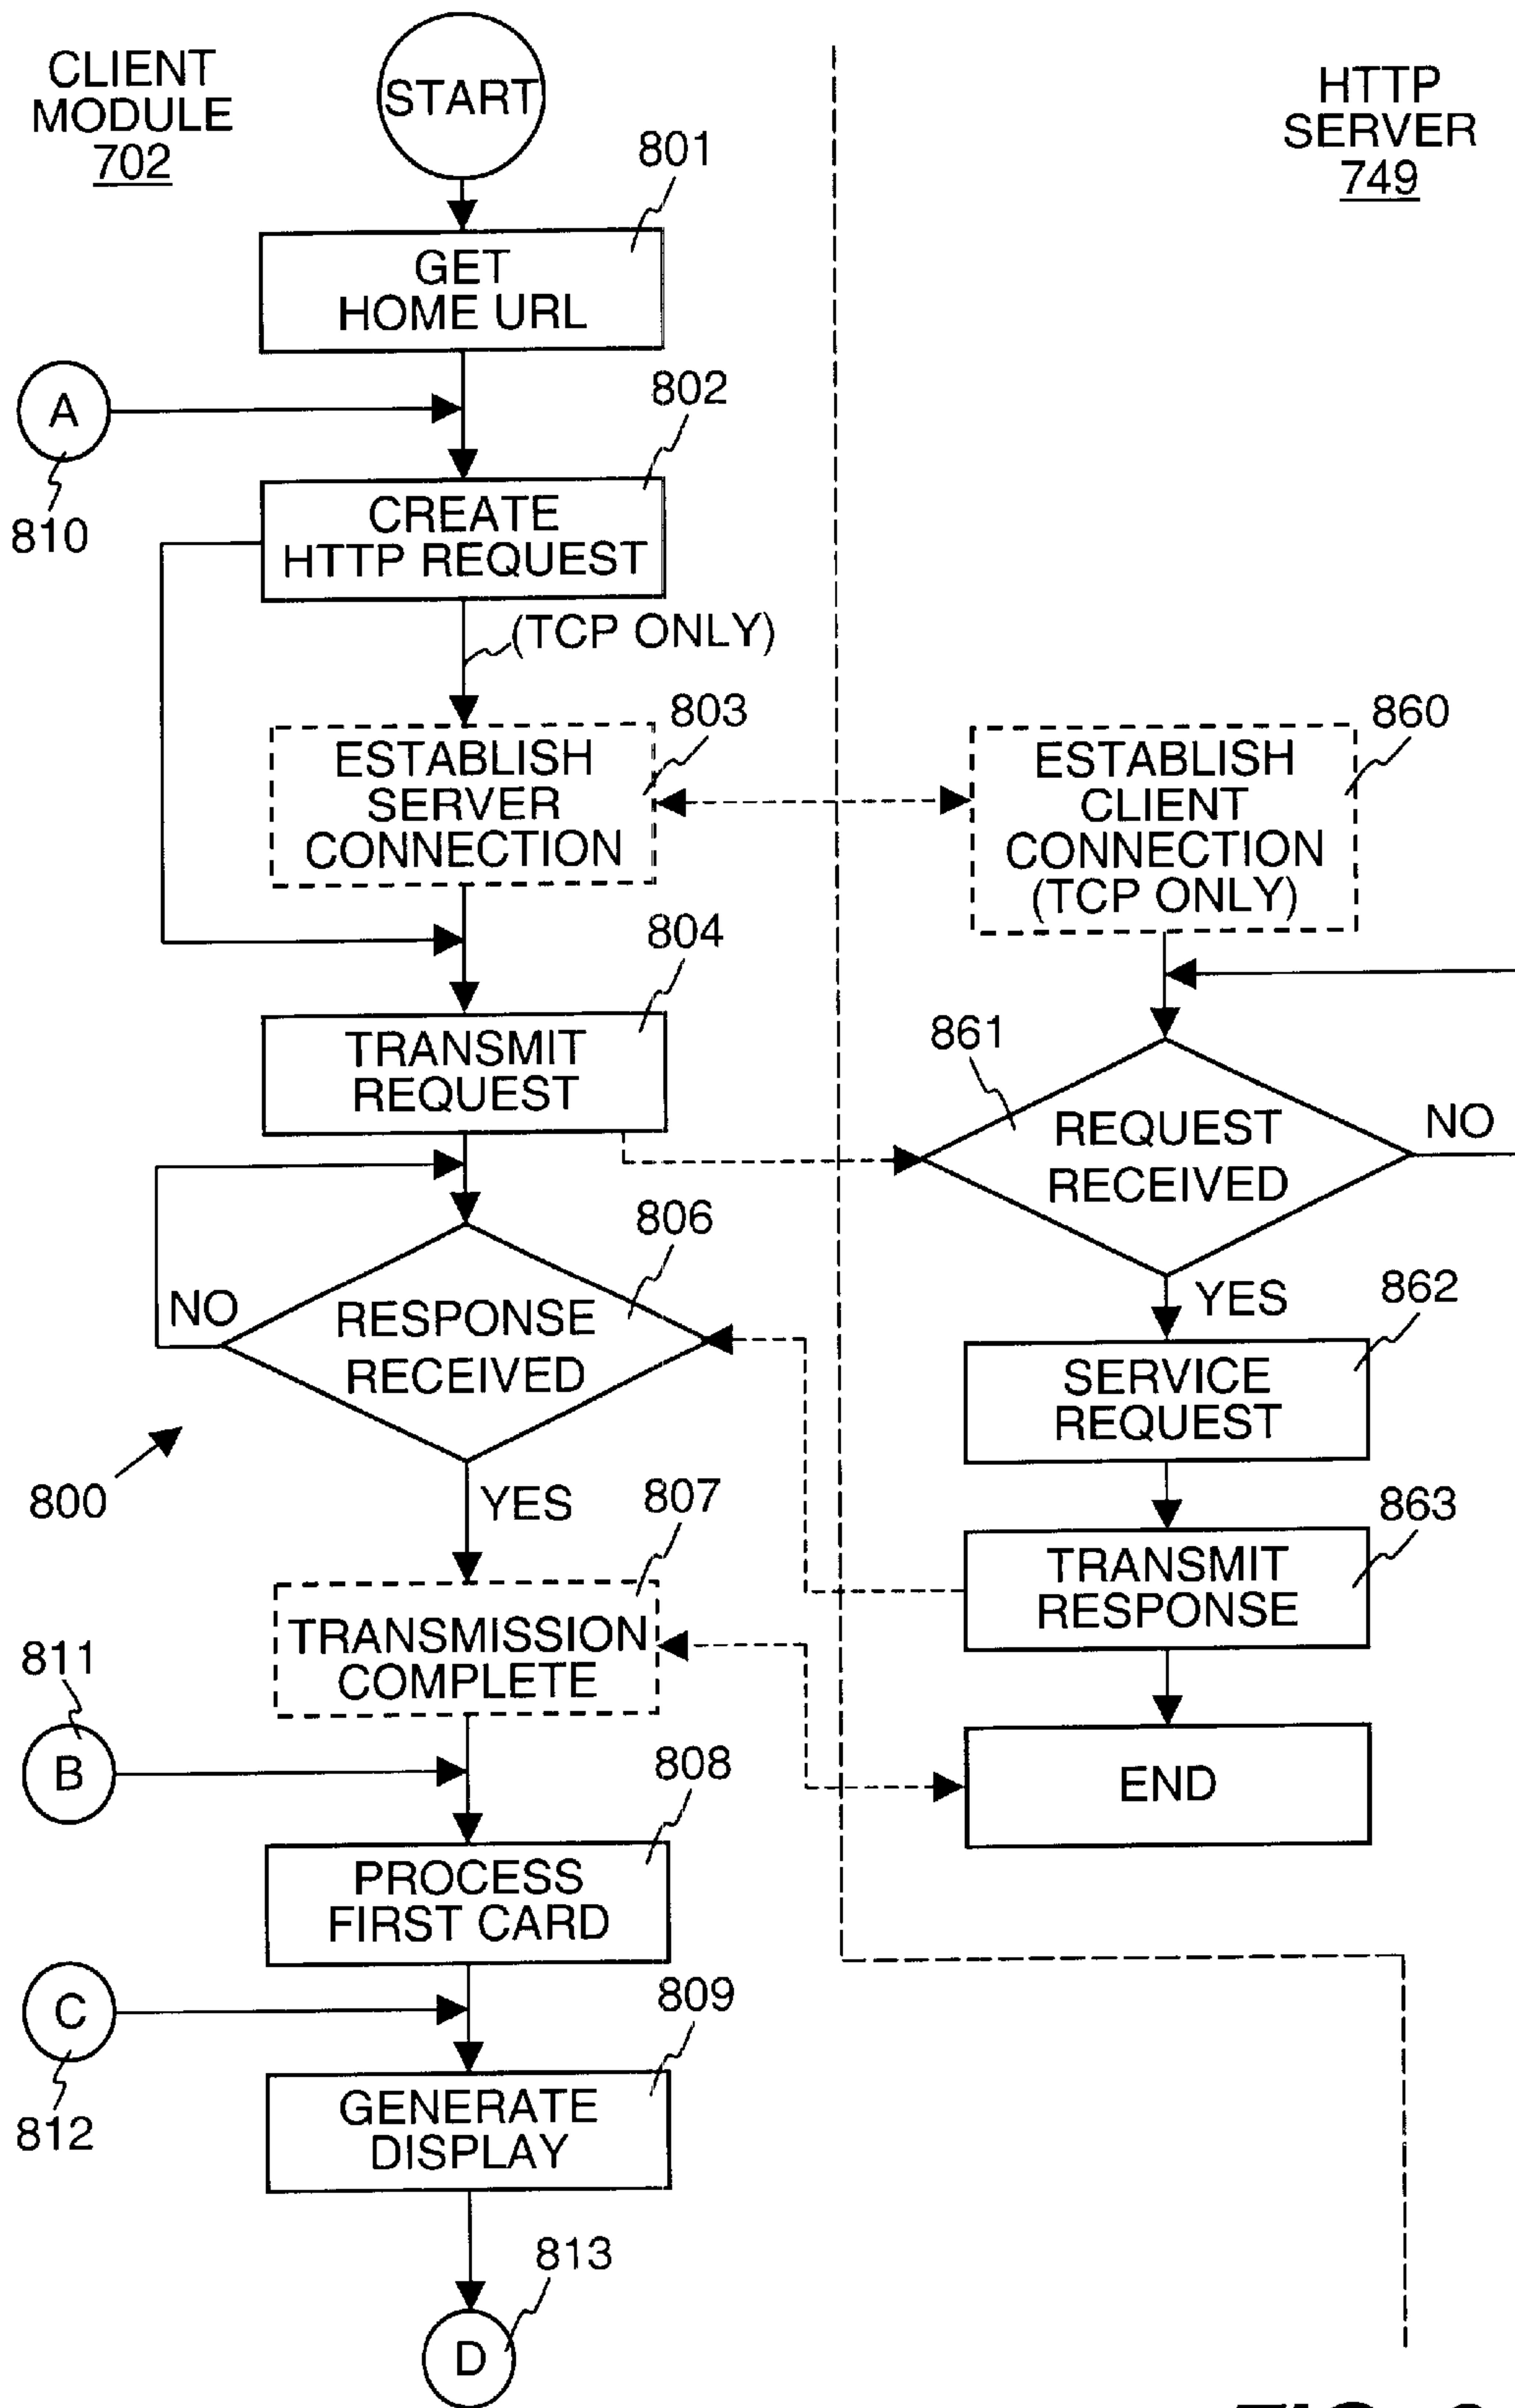 CLIENT
MODULE
702
START
HTTP
SERVER
749
801
GET
HOME URL
A
810
802
CREATE
HTTP REQUEST
(TCP ONLY)
803
ESTABLISH
SERVER
CONNECTION
860
ESTABLISH
CLIENT
CONNECTION
(TCP ONLY)
804
TRANSMIT
REQUEST
861
REQUEST
RECEIVED
NO
YES
806
RESPONSE
RECEIVED
NO
YES
800
862
SERVICE
REQUEST
863
TRANSMIT
RESPONSE
807
TRANSMISSION
COMPLETE
END
811
B
808
PROCESS
FIRST CARD
C
812
809
GENERATE
DISPLAY
813
D